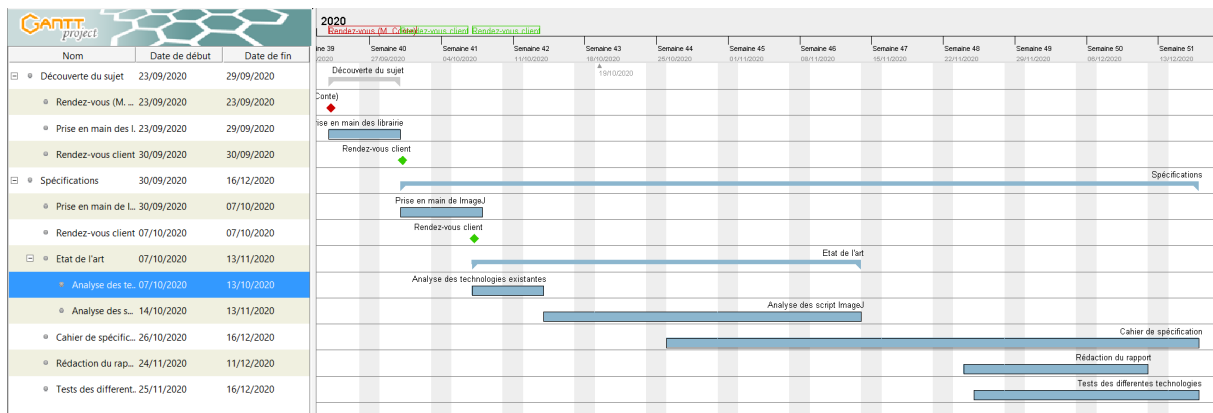 GANTT
project
2020
Rendez-vous (M. Conte) Rendez-vous client Rendez-vous client
Nom Date de début Date de fin
ine 39 Semaine 40 Semaine 41 Semaine 42 Semaine 43 Semaine 44 Semaine 45 Semaine 46 Semaine 47 Semaine 48 Semaine 49 Semaine 50 Semaine 51
/2020 27/09/2020 04/10/2020 11/10/2020 18/10/2020 25/10/2020 01/11/2020 08/11/2020 15/11/2020 22/11/2020 29/11/2020 06/12/2020 13/12/2020
19/10/2020
Découverte du sujet 23/09/2020 29/09/2020 Découverte du sujet
Rendez-vous (M. ... 23/09/2020 23/09/2020 Conte)
Prise en main des l. 23/09/2020 29/09/2020 ise en main des librairie
Rendez-vous client 30/09/2020 30/09/2020 Rendez-vous client
Spécifications 30/09/2020 16/12/2020 Spécifications
Prise en main de I... 30/09/2020 07/10/2020 Prise en main de ImageJ
Rendez-vous client 07/10/2020 07/10/2020 Rendez-vous client
Etat de l'art 07/10/2020 13/11/2020 Etat de l'art
Analyse des te.. 07/10/2020 13/10/2020 Analyse des technologies existantes
Analyse des s... 14/10/2020 13/11/2020 Analyse des script ImageJ
Cahier de spécific... 26/10/2020 16/12/2020 Cahier de spécification
Rédaction du rap... 24/11/2020 11/12/2020 Rédaction du rapport
Tests des different.. 25/11/2020 16/12/2020 Tests des differentes technologies